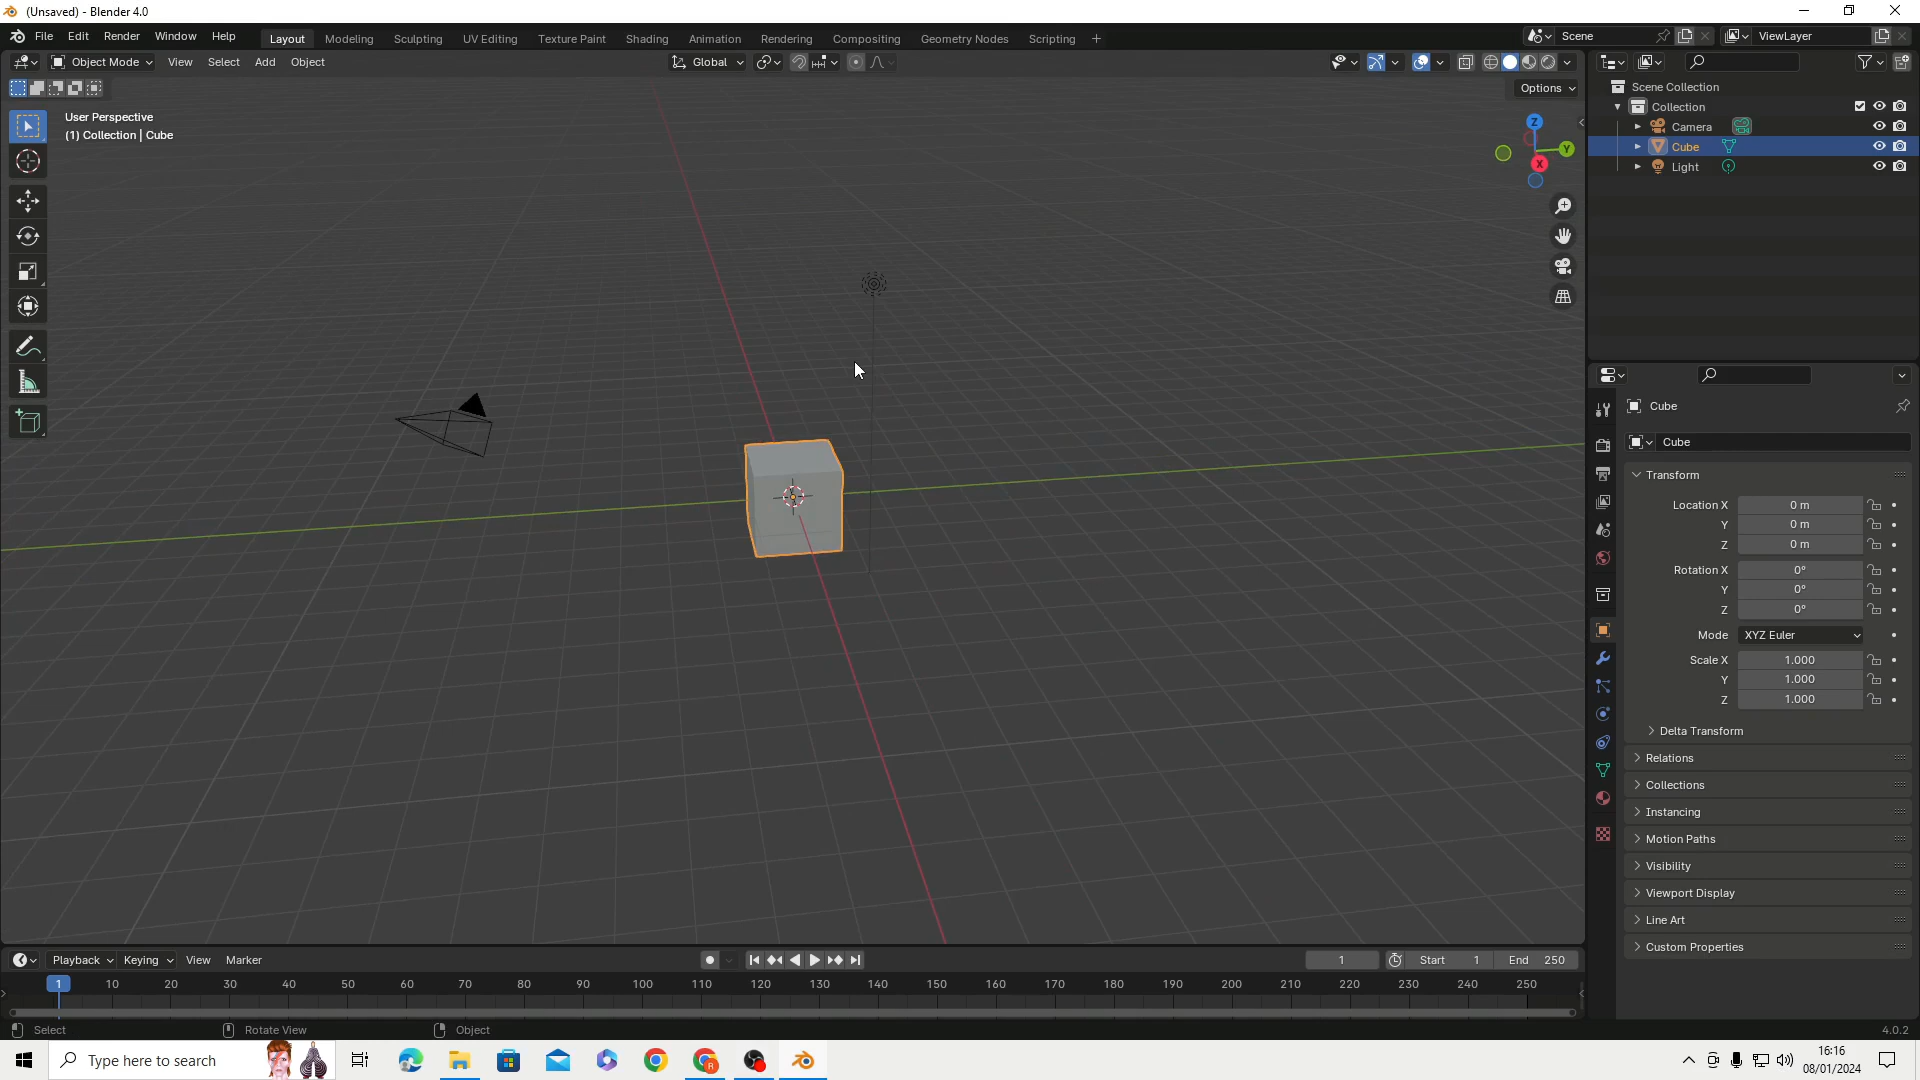 (Unsaved) - Blender 4.0
File Edit Render Window Help Layout Modeling Sculpting UV Editing Texture Paint Shading Animation Rendering Compositing Geometry Nodes Scripting + Scene ViewLayer
Object Mode View Select Add Object Global
Options
User Perspective
(1) Collection | Cube
Z
Y
X
Scene Collection
Collection
Camera
Cube
Light
Cube
Cube
Transform
Location X 0 m
Y 0 m
Z 0 m
Rotation X 0°
Y 0°
Z 0°
Mode XYZ Euler
Scale X 1.000
Y 1.000
Z 1.000
Delta Transform
Relations
Collections
Instancing
Motion Paths
Visibility
Viewport Display
Line Art
Custom Properties
Playback Keying View Marker 1 Start 1 End 250
1 10 20 30 40 50 60 70 80 90 100 110 120 130 140 150 160 170 180 190 200 210 220 230 240 250
Select Rotate View Object 4.0.2
Type here to search
16:16
08/01/2024